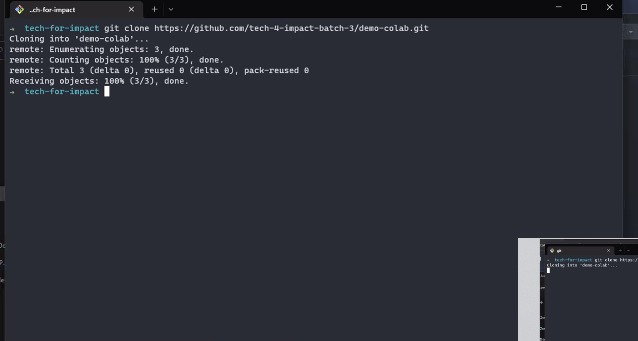 ..ch-for-impact
→ tech-for-impact git clone https://github.com/tech-4-impact-batch-3/demo-colab.git
Cloning into 'demo-colab'...
remote: Enumerating objects: 3, done.
remote: Counting objects: 100% (3/3), done.
remote: Total 3 (delta 0), reused 0 (delta 0), pack-reused 0
Receiving objects: 100% (3/3), done.
→ tech-for-impact
→ tech-for-impact git clone https:/
Cloning into 'demo-colab'...